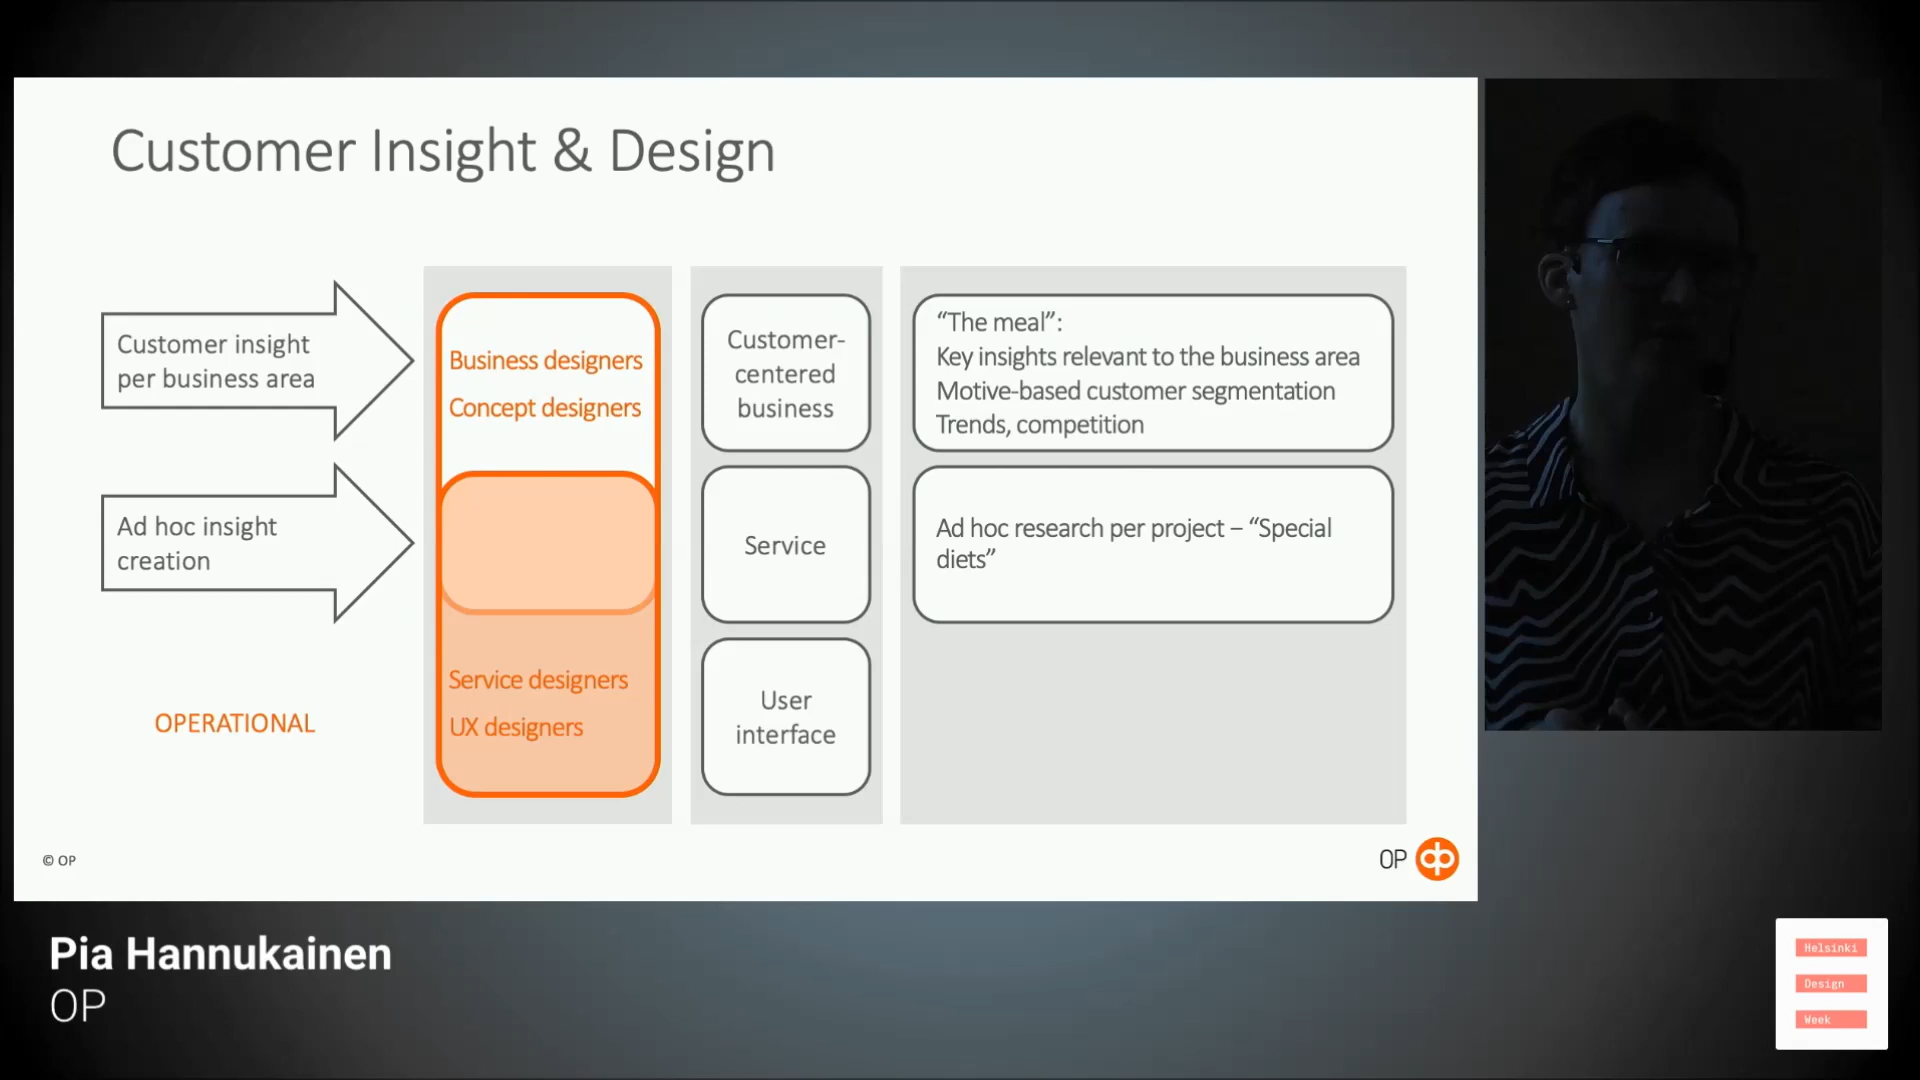 Customer Insight & Design
Customer insight
per business area
Ad hoc insight
creation
OPERATIONAL
Business designers
Concept designers
Service designers
UX designers
Customer-
centered
business
Service
User
interface
“The meal”:
Key insights relevant to the business area
Motive-based customer segmentation
Trends, competition
Ad hoc research per project – “Special
diets”
© OP
OP
Pia Hannukainen
OP
Helsinki
Design
Week